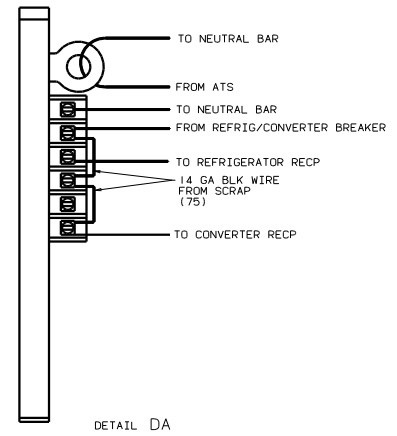 TO NEUTRAL BAR
FROM ATS
TO NEUTRAL BAR
FROM REFRIG/CONVERTER BREAKER
TO REFRIGERATOR RECP
14 GA BLK WIRE
FROM SCRAP
(75)
TO CONVERTER RECP
DETAIL DA